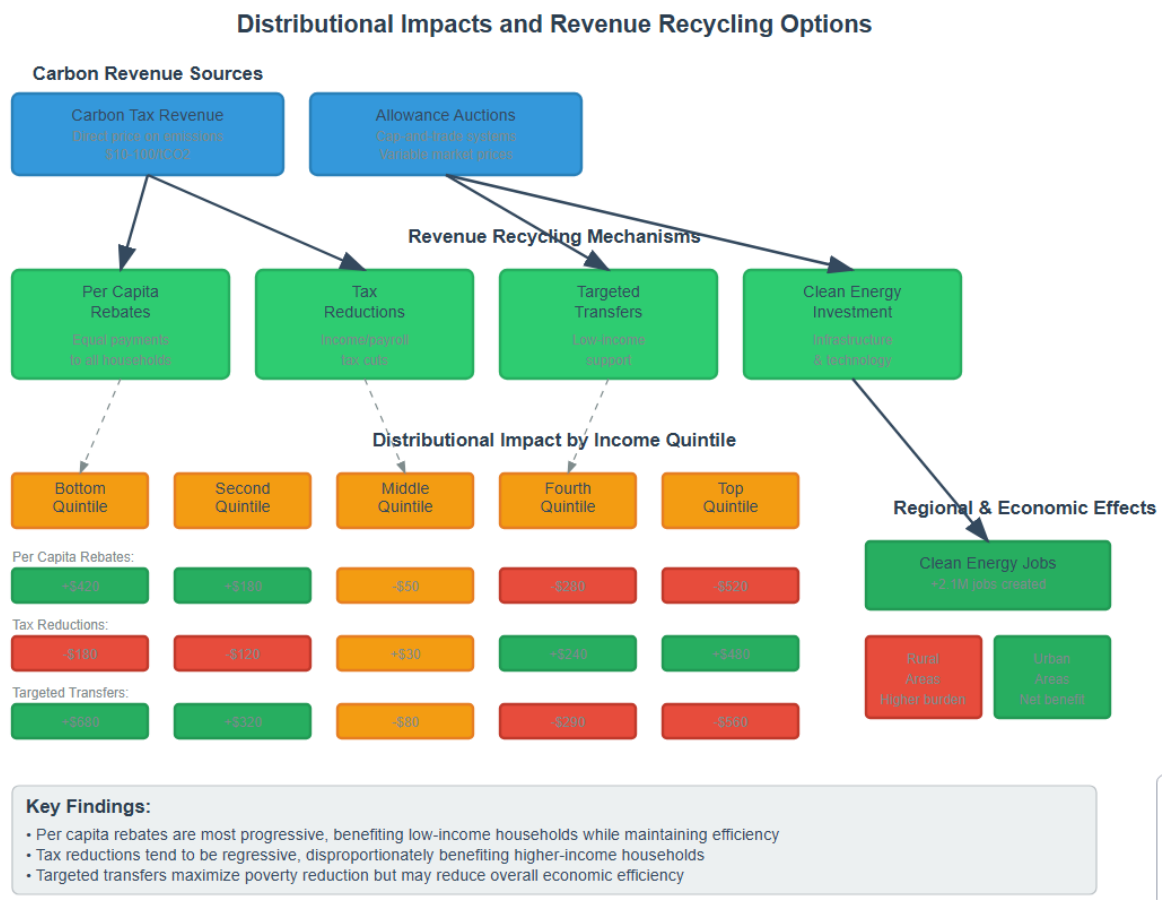 Distributional Impacts and Revenue Recycling Options
Carbon Revenue Sources
Carbon Tax Revenue
Direct price on emissions
$10-100/tCO2
Allowance Auctions
Cap-and-trade systems
Variable market prices
Revenue Recycling Mechanisms
Per Capita
Rebates
Equal payments
to all households
Tax
Reductions
Income/payroll
tax cuts
Targeted
Transfers
Low-income
support
Clean Energy
Investment
Infrastructure
& technology
Distributional Impact by Income Quintile
Bottom
Quintile
Second
Quintile
Middle
Quintile
Fourth
Quintile
Top
Quintile
Per Capita Rebates:
+$420
+$180
-$50
-$280
-$520
Tax Reductions:
-$180
-$120
+$30
+$240
+$480
Targeted Transfers:
+$680
+$320
-$80
-$290
-$560
Regional & Economic Effects
Clean Energy Jobs
+2.1M jobs created
Rural
Areas
Higher burden
Urban
Areas
Net benefit
Key Findings:
• Per capita rebates are most progressive, benefiting low-income households while maintaining efficiency
• Tax reductions tend to be regressive, disproportionately benefiting higher-income households
• Targeted transfers maximize poverty reduction but may reduce overall economic efficiency